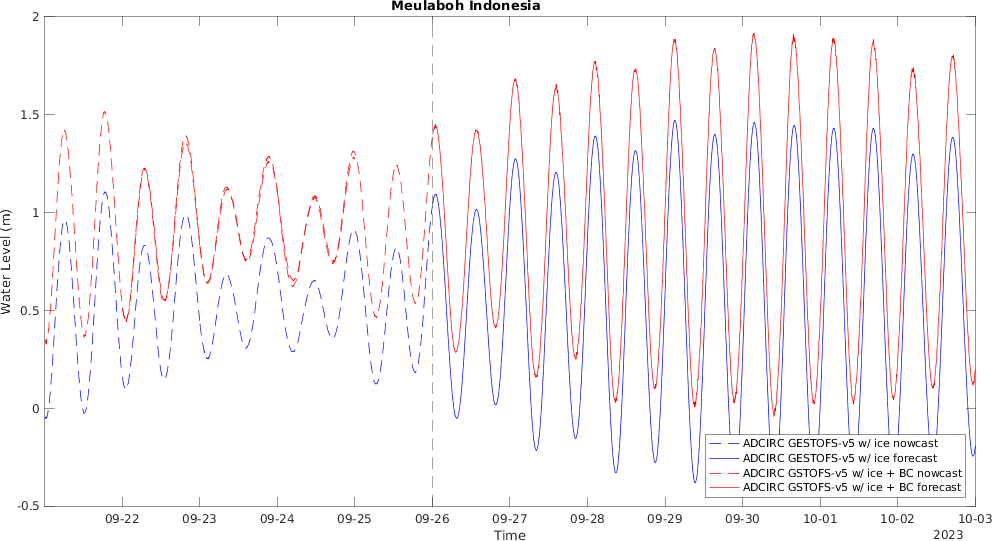 Meulaboh Indonesia
Water Level (m)
2
1.5
1
0.5
0
-0.5
ADCIRC GESTOFS-v5 w/ ice nowcast
ADCIRC GESTOFS-v5 w/ ice forecast
ADCIRC GSTOFS-v5 w/ ice + BC nowcast
ADCIRC GSTOFS-v5 w/ ice + BC forecast
09-22 09-23 09-24 09-25 09-26 09-27 09-28 09-29 09-30 10-01 10-02 10-03
Time
2023